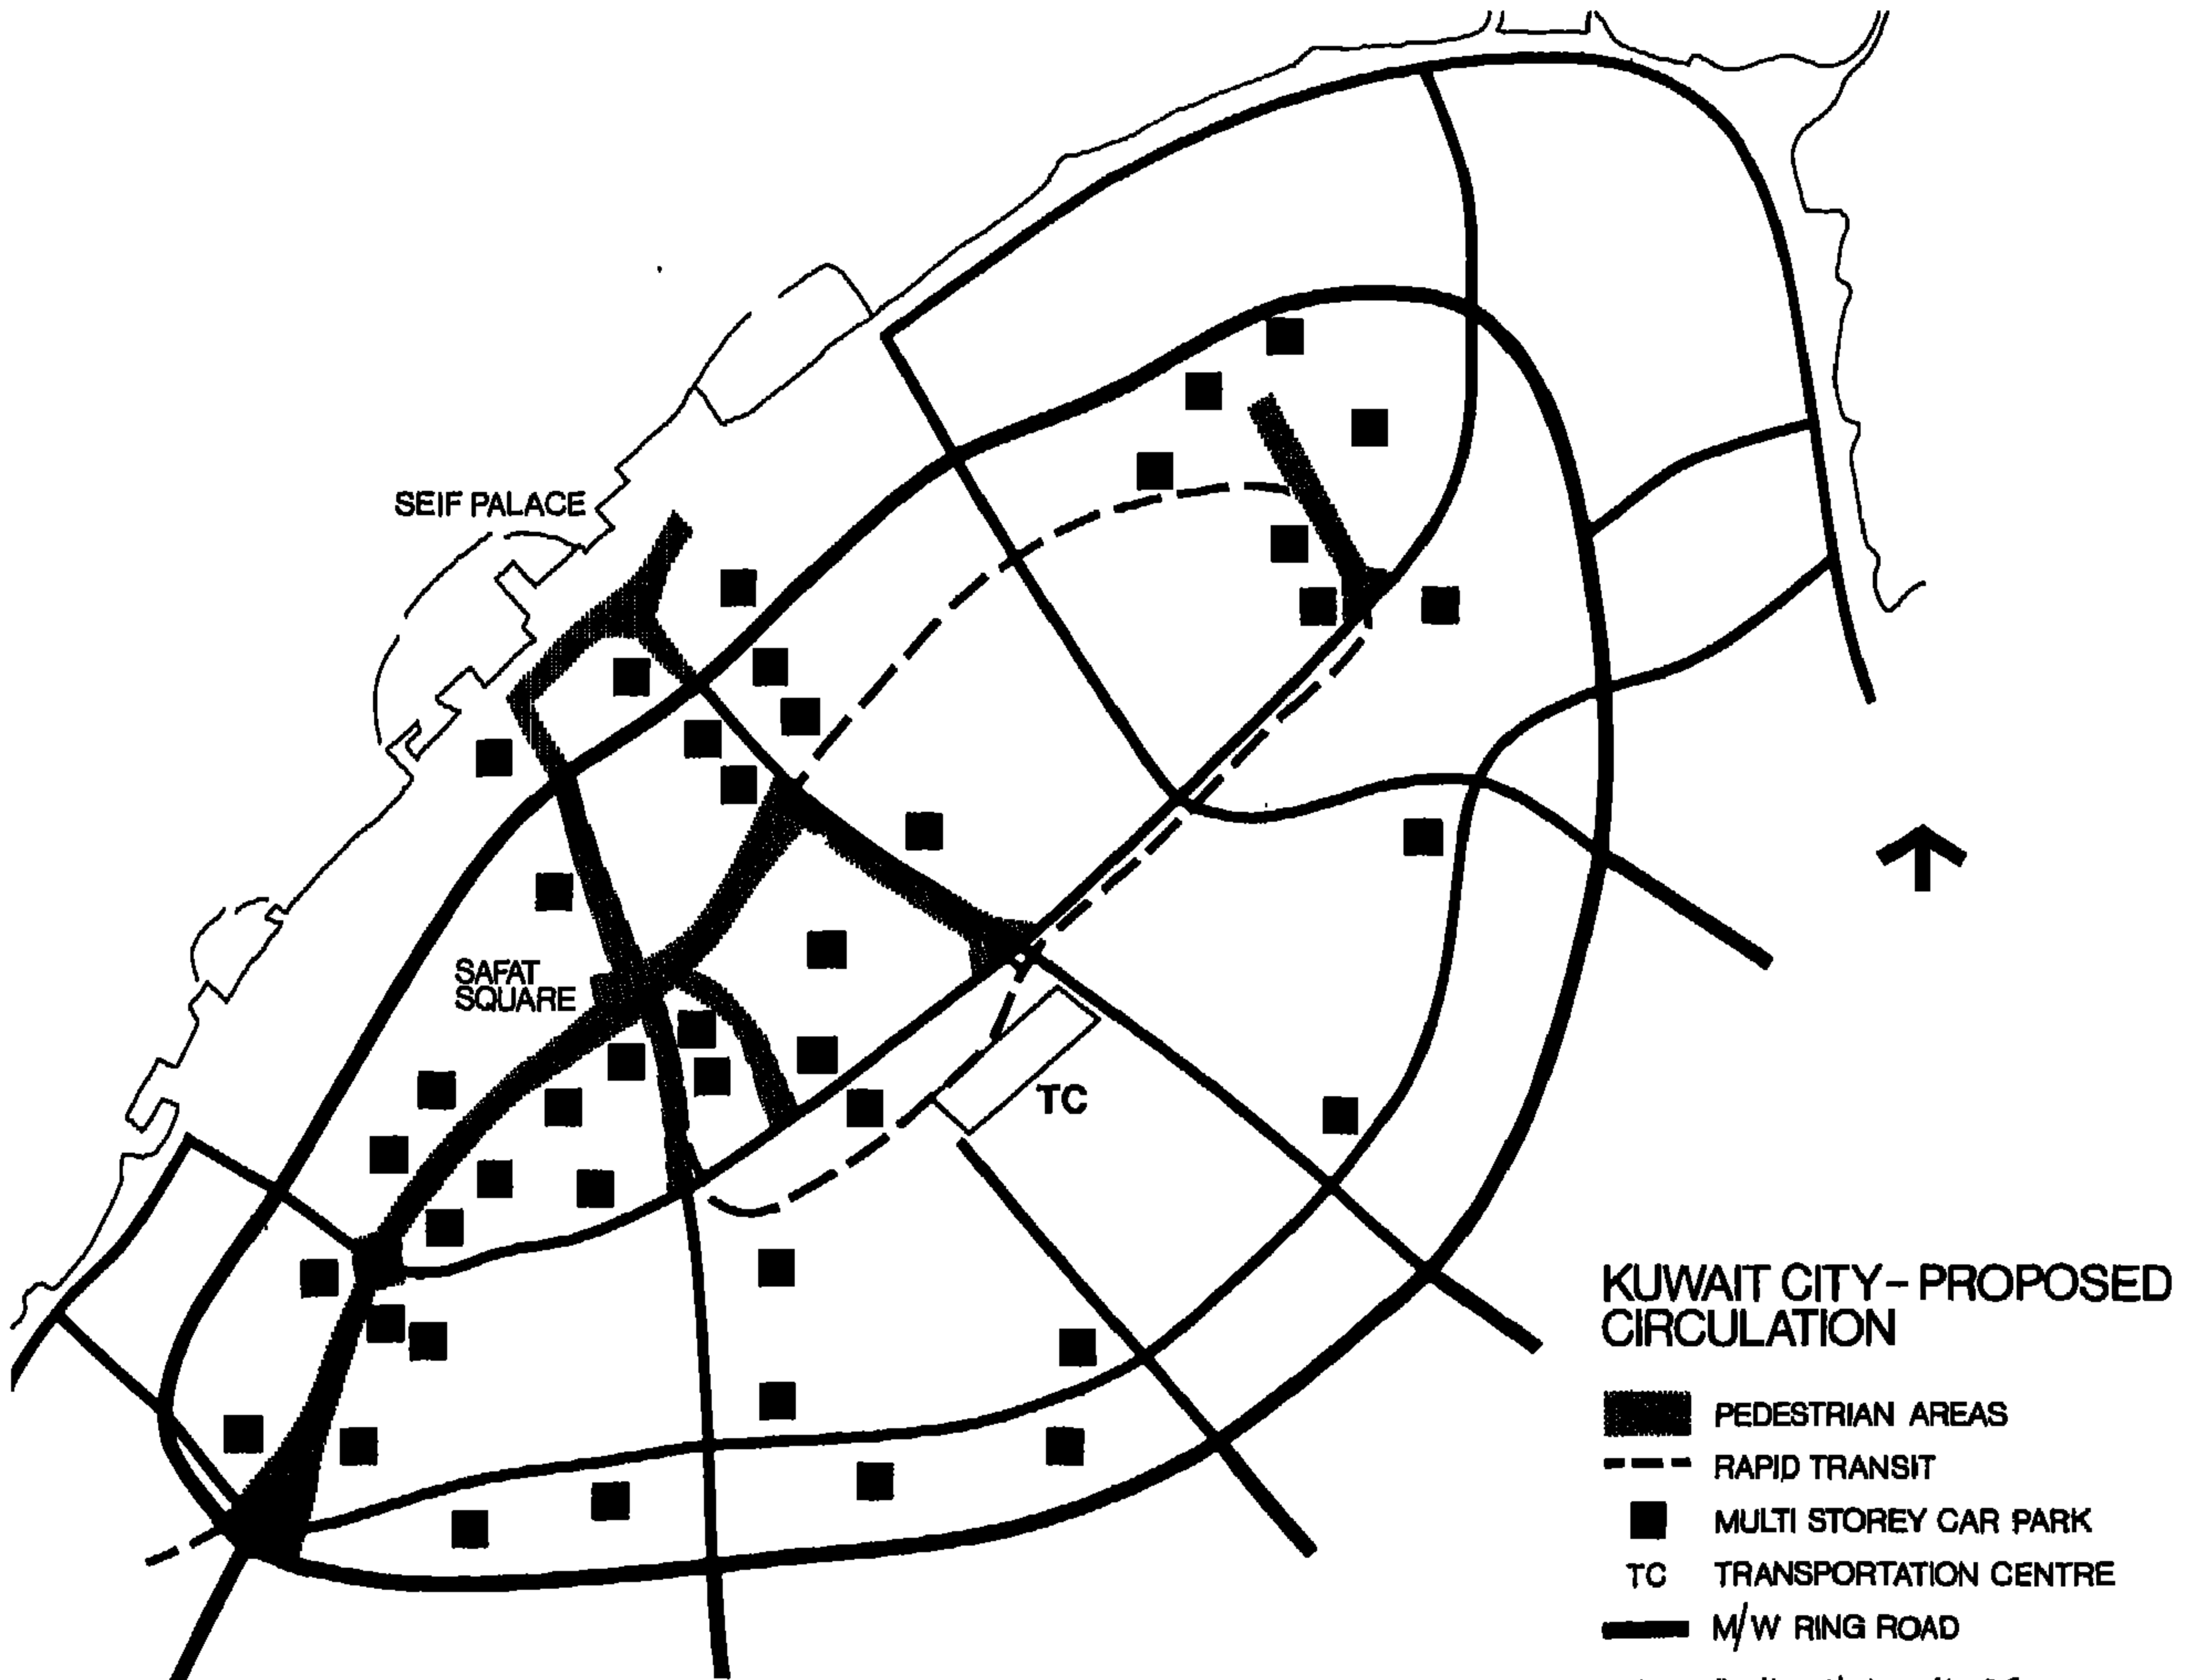 SEIF PALACE
SAFAT
SQUARE
TC
KUWAIT CITY – PROPOSED
CIRCULATION
PEDESTRIAN AREAS
RAPID TRANSIT
MULTI STOREY CAR PARK
TC TRANSPORTATION CENTRE
M/W RING ROAD